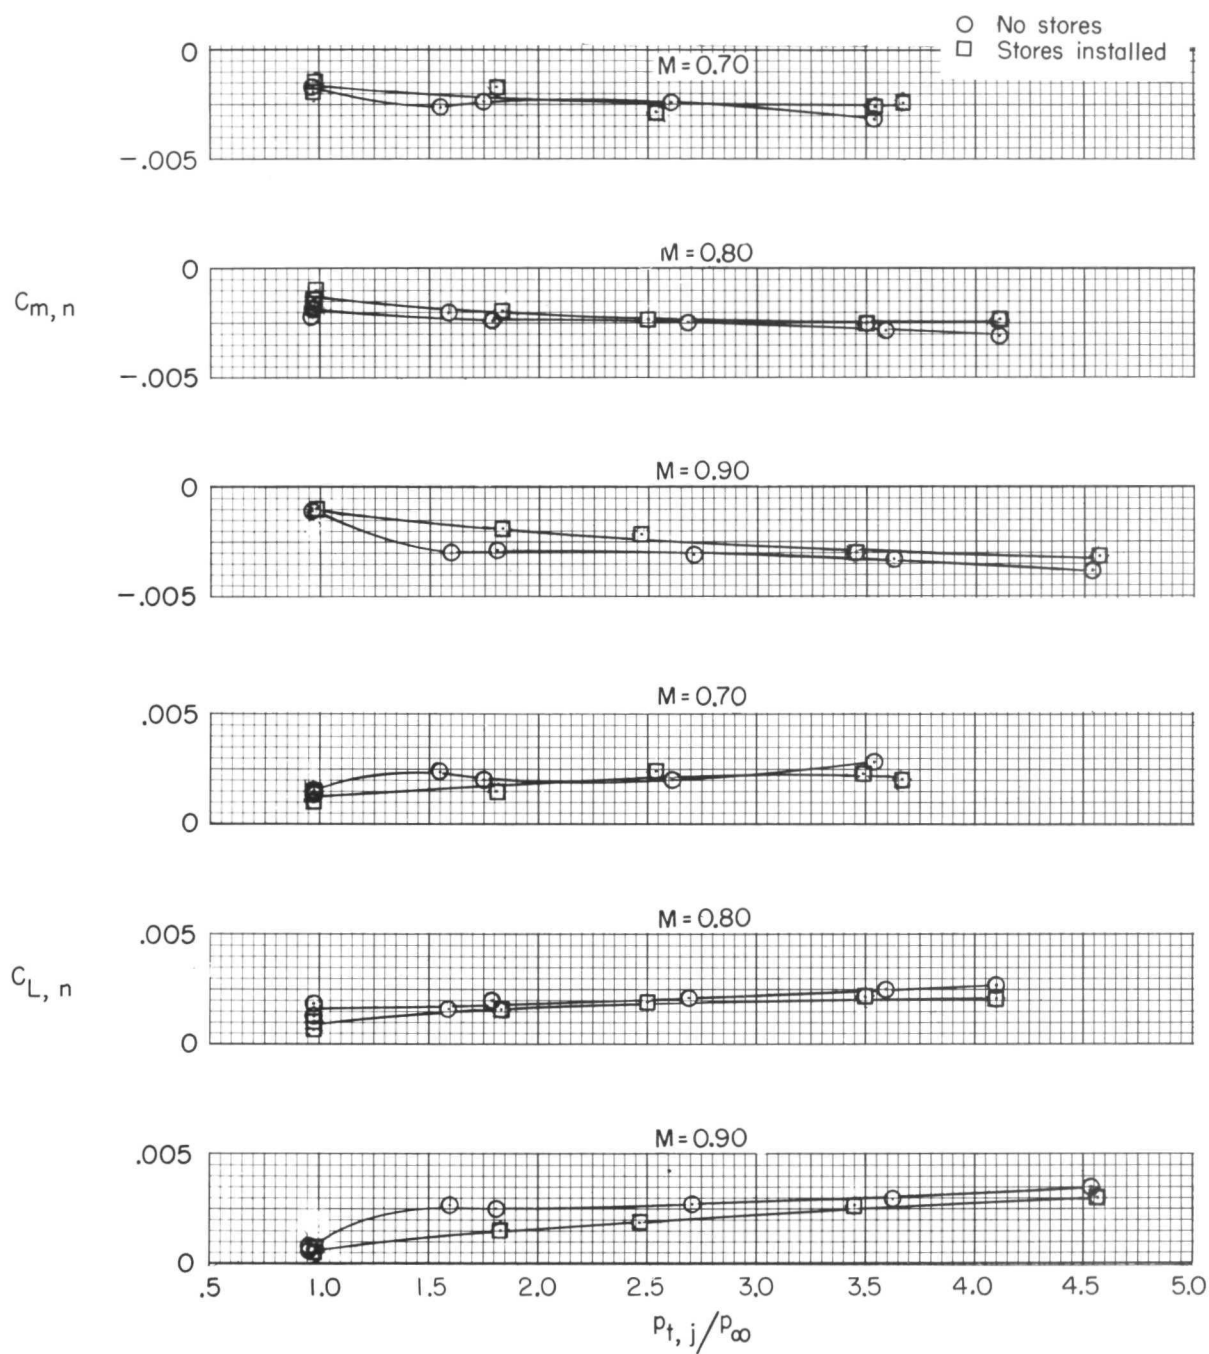 No stores
Stores installed
M = 0.70
0
-.005
M = 0.80
0
-.005
C_m, n
M = 0.90
0
-.005
M = 0.70
.005
0
M = 0.80
.005
0
C_L, n
M = 0.90
.005
0
.5 1.0 1.5 2.0 2.5 3.0 3.5 4.0 4.5 5.0
p_t, j/p_∞